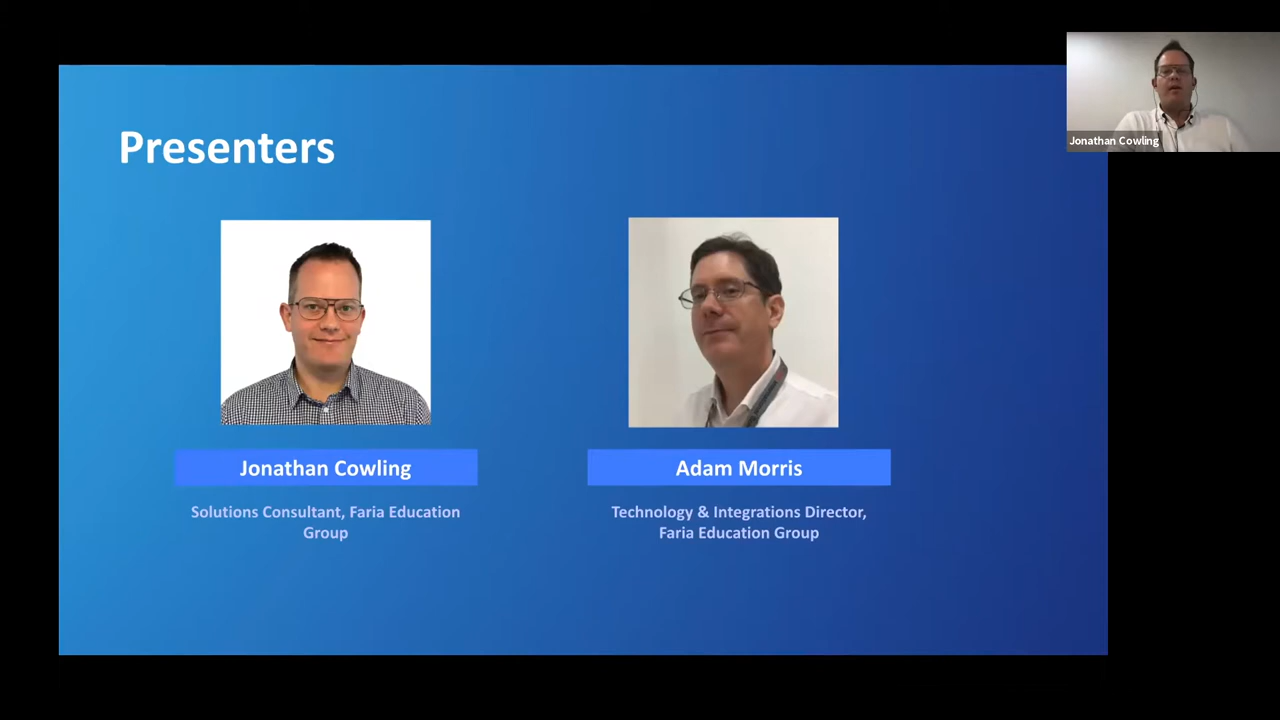 Presenters
Jonathan Cowling
Jonathan Cowling
Solutions Consultant, Faria Education
Group
Adam Morris
Technology & Integrations Director,
Faria Education Group